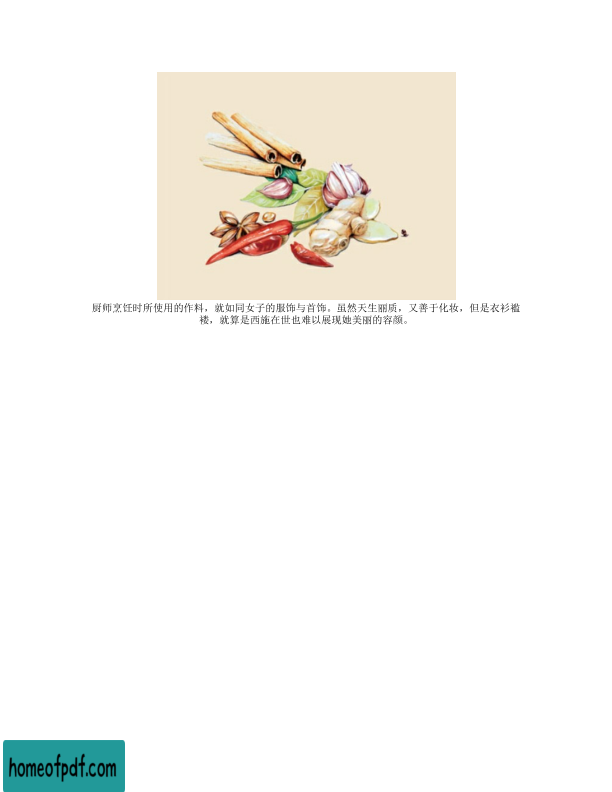 厨师烹饪时所使用的作料，就如同女子的服饰与首饰。虽然天生丽质，又善于化妆，但是衣衫褴
褛，就算是西施在世也难以展现她美丽的容颜。
homeofpdf.com